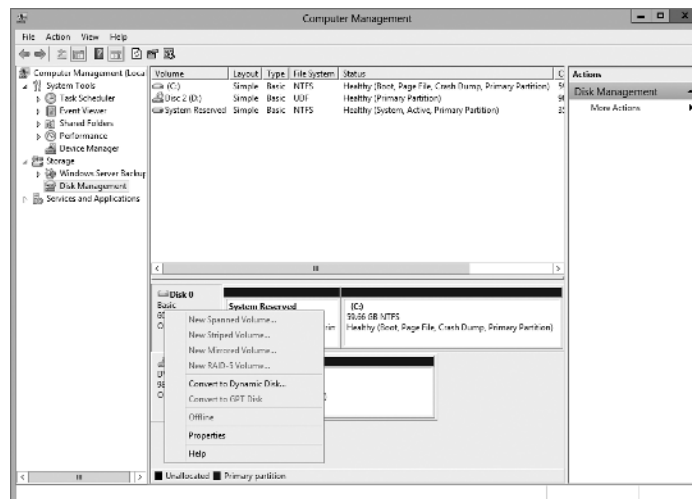 Computer Management
File Action View Help
Computer Management (Loca
System Tools
Task Scheduler
Event Viewer
Shared Folders
Performance
Device Manager
Storage
Windows Server Backup
Disk Management
Services and Applications
Volume Layout Type File System Status C
(C:) Simple Basic NTFS Healthy (Boot, Page File, Crash Dump, Primary Partition)
Disc 2 (D:) Simple Basic UDF Healthy (Primary Partition)
System Reserved Simple Basic NTFS Healthy (System, Active, Primary Partition)
Actions
Disk Management
More Actions
Disk 0
Basic
System Reserved
(C:)
59.66 GB NTFS
Healthy (Boot, Page File, Crash Dump, Primary Partition)
New Spanned Volume...
New Striped Volume...
New Mirrored Volume...
New RAID-5 Volume...
Convert to Dynamic Disk...
Convert to GPT Disk
Offline
Properties
Help
Unallocated Primary partition